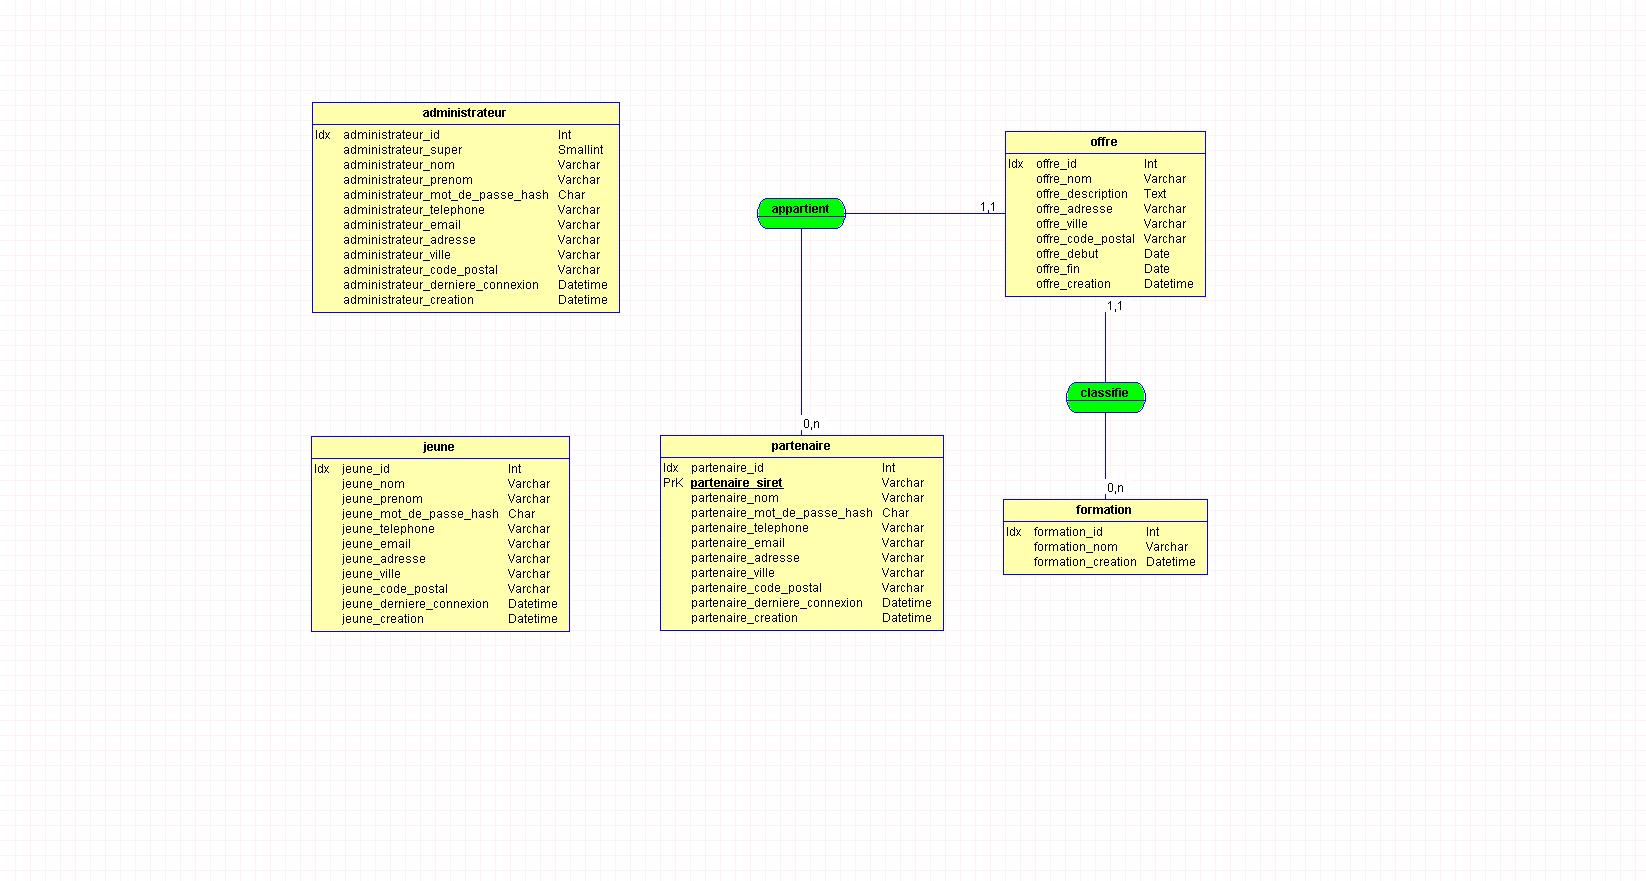 administrateur
Idx administrateur_id Int
administrateur_super Smallint
administrateur_nom Varchar
administrateur_prenom Varchar
administrateur_mot_de_passe_hash Char
administrateur_telephone Varchar
administrateur_email Varchar
administrateur_adresse Varchar
administrateur_ville Varchar
administrateur_code_postal Varchar
administrateur_derniere_connexion Datetime
administrateur_creation Datetime
offre
Idx offre_id Int
offre_nom Varchar
offre_description Text
offre_adresse Varchar
offre_ville Varchar
offre_code_postal Varchar
offre_debut Date
offre_fin Date
offre_creation Datetime
appartient
1,1
1,1
classifie
0,n
0,n
jeune
Idx jeune_id Int
jeune_nom Varchar
jeune_prenom Varchar
jeune_mot_de_passe_hash Char
jeune_telephone Varchar
jeune_email Varchar
jeune_adresse Varchar
jeune_ville Varchar
jeune_code_postal Varchar
jeune_derniere_connexion Datetime
jeune_creation Datetime
partenaire
Idx partenaire_id Int
PrK partenaire_siret Varchar
partenaire_nom Varchar
partenaire_mot_de_passe_hash Char
partenaire_telephone Varchar
partenaire_email Varchar
partenaire_adresse Varchar
partenaire_ville Varchar
partenaire_code_postal Varchar
partenaire_derniere_connexion Datetime
partenaire_creation Datetime
formation
Idx formation_id Int
formation_nom Varchar
formation_creation Datetime